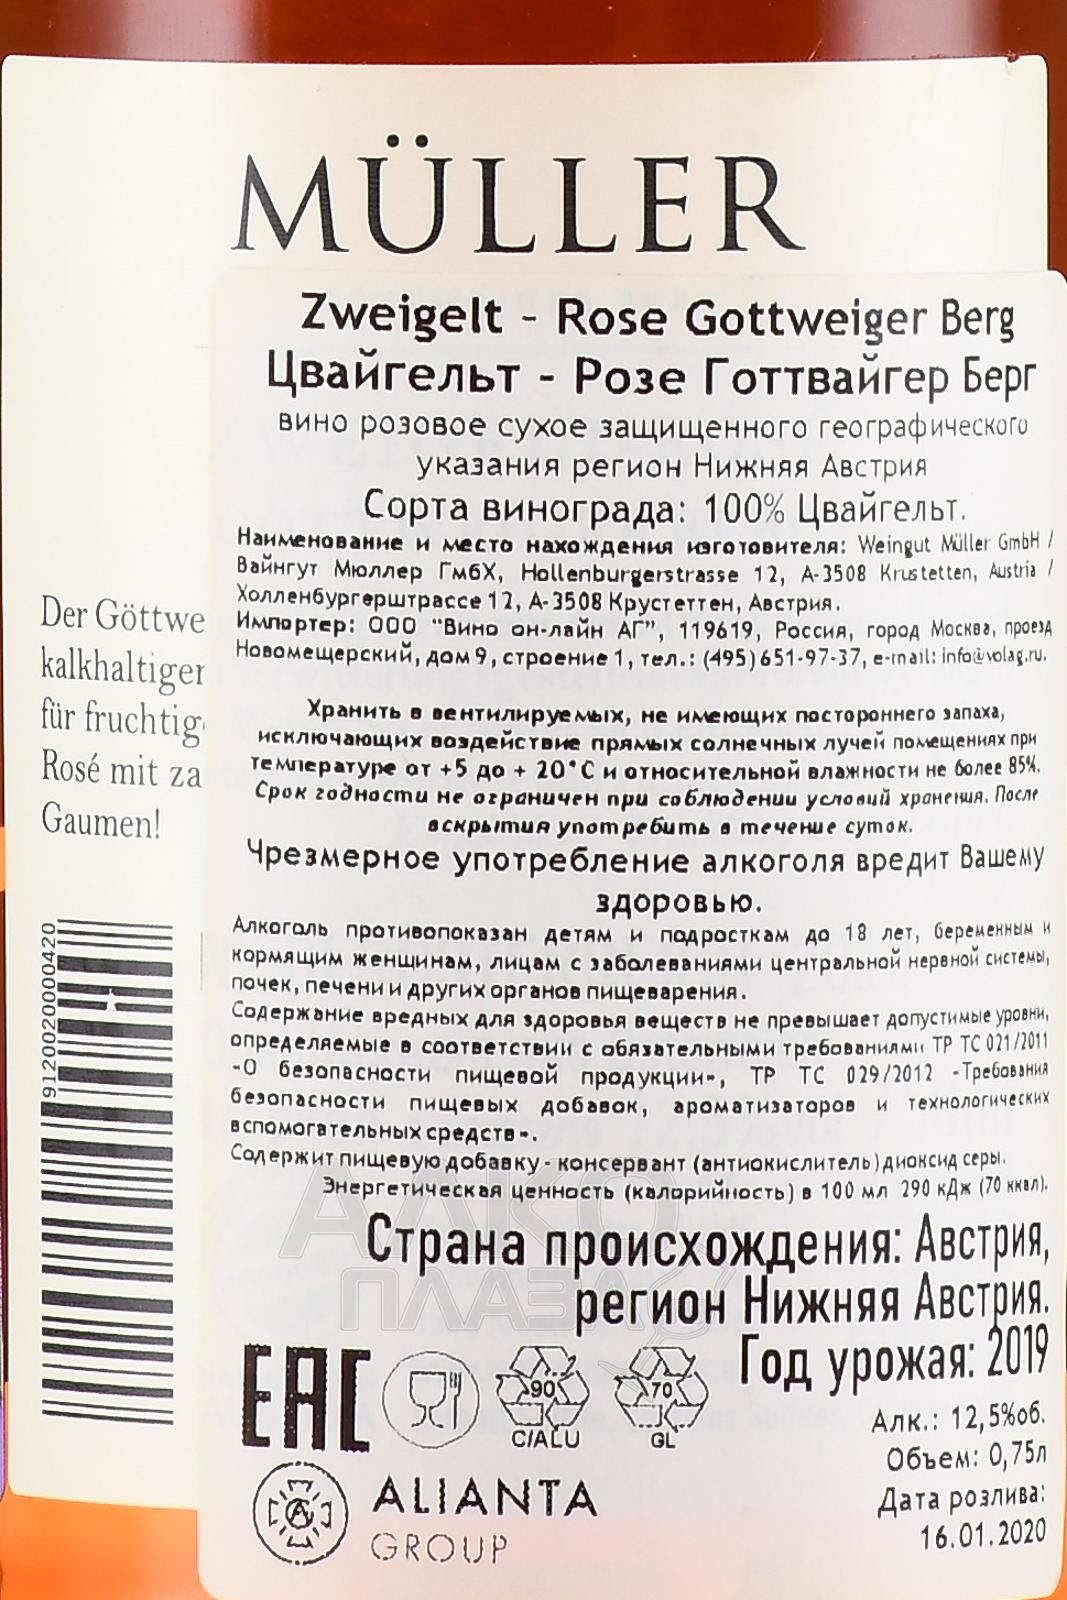 MÜLLER
Zweigelt - Rose Gottweiger Berg
Цвайгельт - Розе Готтвайгер Берг
вино розовое сухое защищенного географического
указания регион Нижняя Австрия
Сорта винограда: 100% Цвайгельт.
Наименование и место нахождения изготовителя: Weingut Müller GmbH /
Вайнгут Мюллер ГмбХ, Hollenburgerstrasse 12, A-3508 Krustetten, Austria /
Холленбургерштрассе 12, А-3508 Крустеттен, Австрия.
Импортер: ООО "Вино он-лайн АГ", 119619, Россия, город Москва, проезд
Новомещерский, дом 9, строение 1, тел.: (495) 651-97-37, e-mail: info@volag.ru.
Хранить в вентилируемых, не имеющих постороннего запаха,
исключающих воздействие прямых солнечных лучей помещениях при
температуре от +5 до + 20°С и относительной влажности не более 85%.
Срок годности не ограничен при соблюдении условий хранения. После
вскрытия употребить в течение суток.
Чрезмерное употребление алкоголя вредит Вашему
здоровью.
Алкоголь противопоказан детям и подросткам до 18 лет, беременным и
кормящим женщинам, лицам с заболеваниями центральной нервной системы,
почек, печени и других органов пищеварения.
Содержание вредных для здоровья веществ не превышает допустимые уровни,
определяемые в соответствии с обязательными требованиями ТР ТС 021/2011
«О безопасности пищевой продукции», ТР ТС 029/2012 «Требования
безопасности пищевых добавок, ароматизаторов и технологических
вспомогательных средств».
Содержит пищевую добавку - консервант (антиокислитель) диоксид серы.
Энергетическая ценность (калорийность) в 100 мл 290 кДж (70 ккал).
Страна происхождения: Австрия,
регион Нижняя Австрия.
Год урожая: 2019
Алк.: 12,5%об.
Объем: 0,75л
Дата розлива:
16.01.2020
EAC
90
C/ALU
70
GL
ALIANTA
GROUP
Der Göttwe
kalkhaltiger
für fruchtig
Rosé mit za
Gaumen!
9120020000420
АЛКО
ПЛАЗА